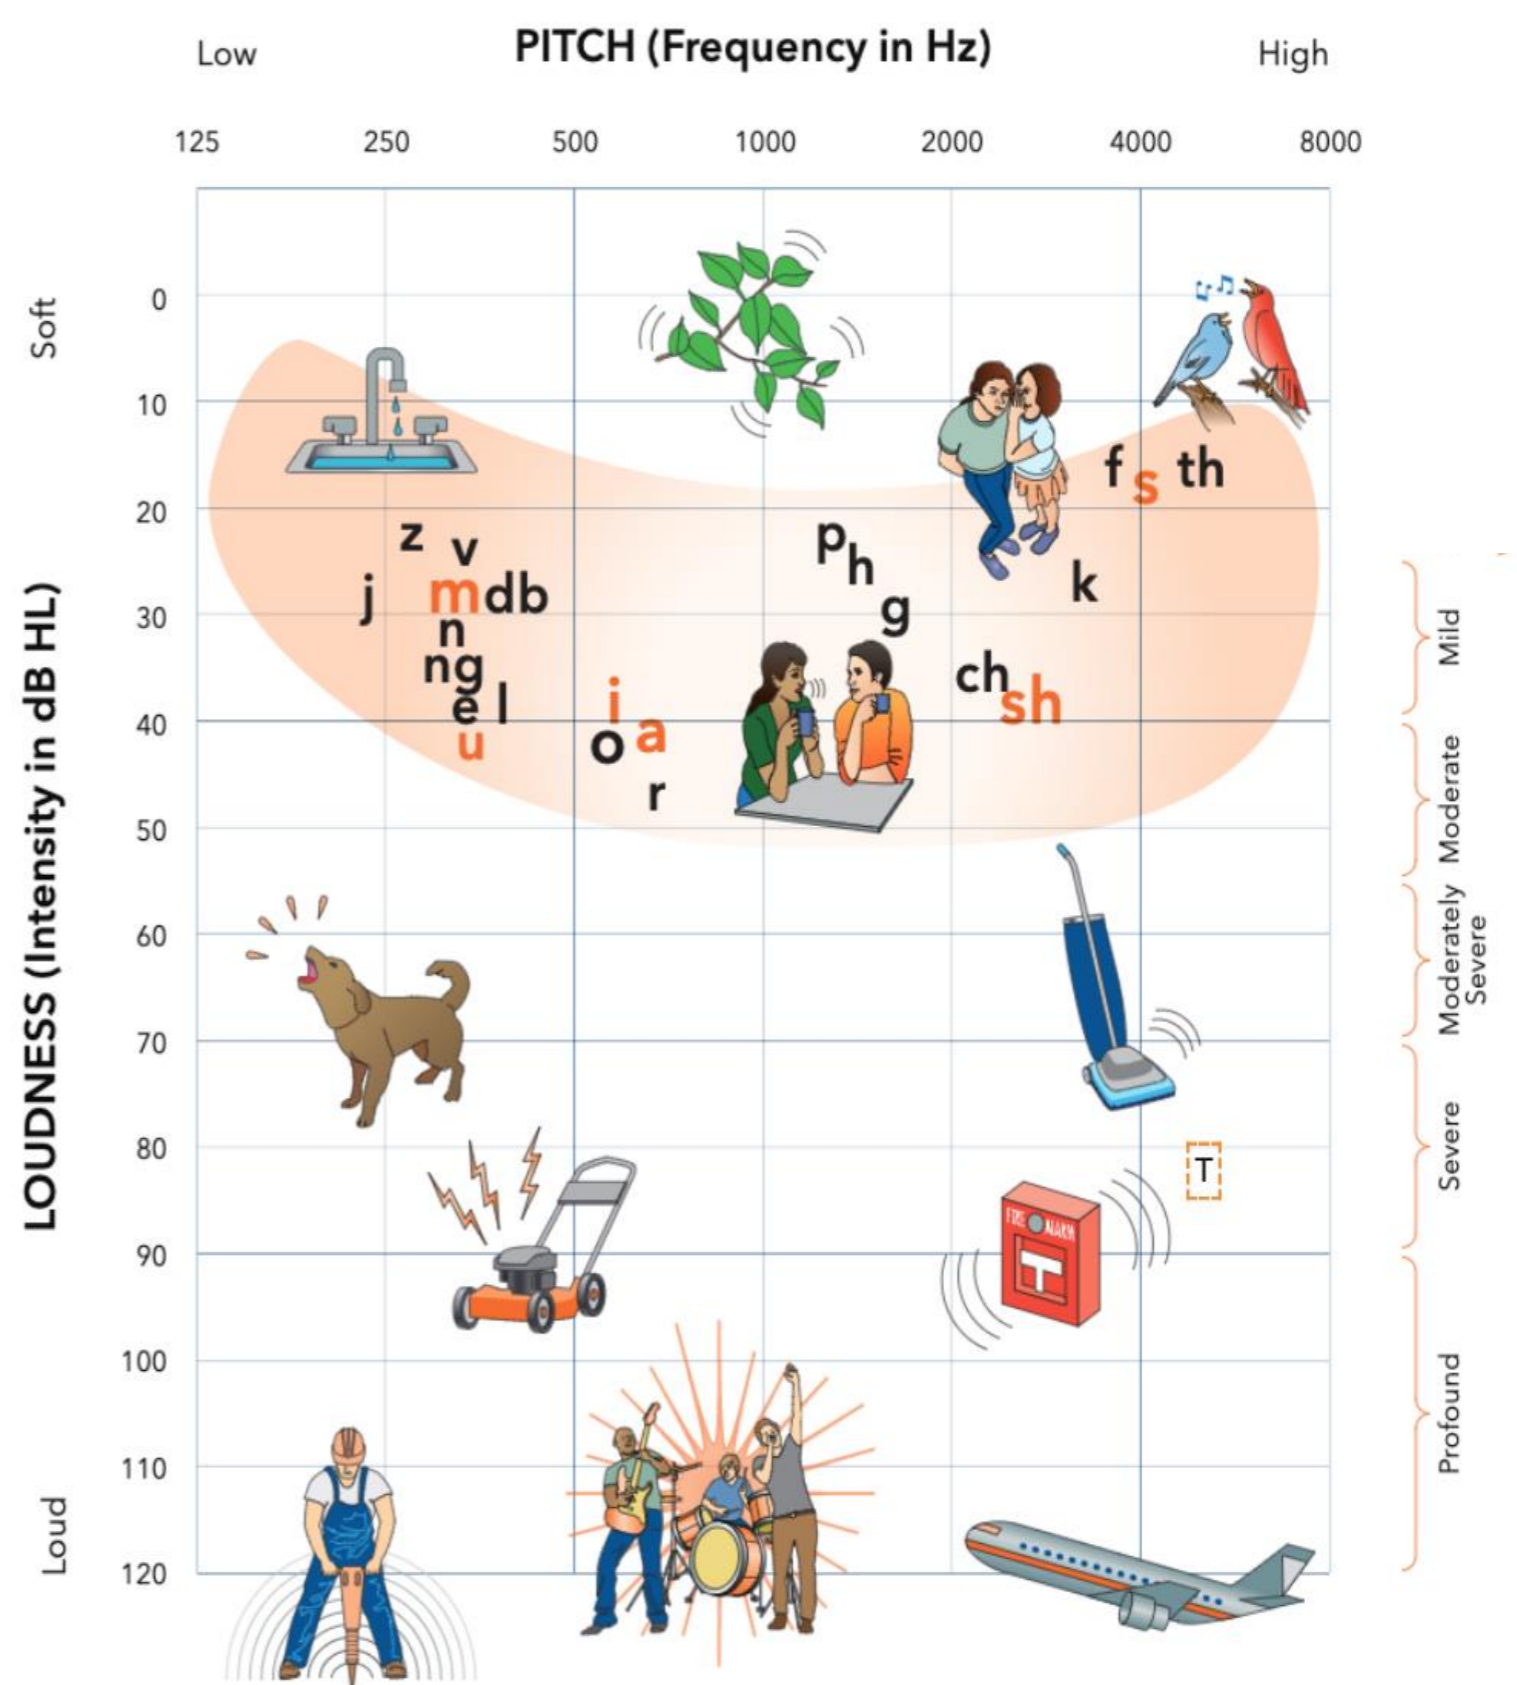 PITCH (Frequency in Hz)
Low
High
125 250 500 1000 2000 4000 8000
LOUDNESS (Intensity in dB HL)
Soft
Loud
0
10
20
30
40
50
60
70
80
90
100
110
120
f s th
z v
p h
j m d b
k
n
g
ng
ch sh
e l
i a
u
o
r
T
FIRE ALARM
Mild
Moderate
Moderately
Severe
Severe
Profound